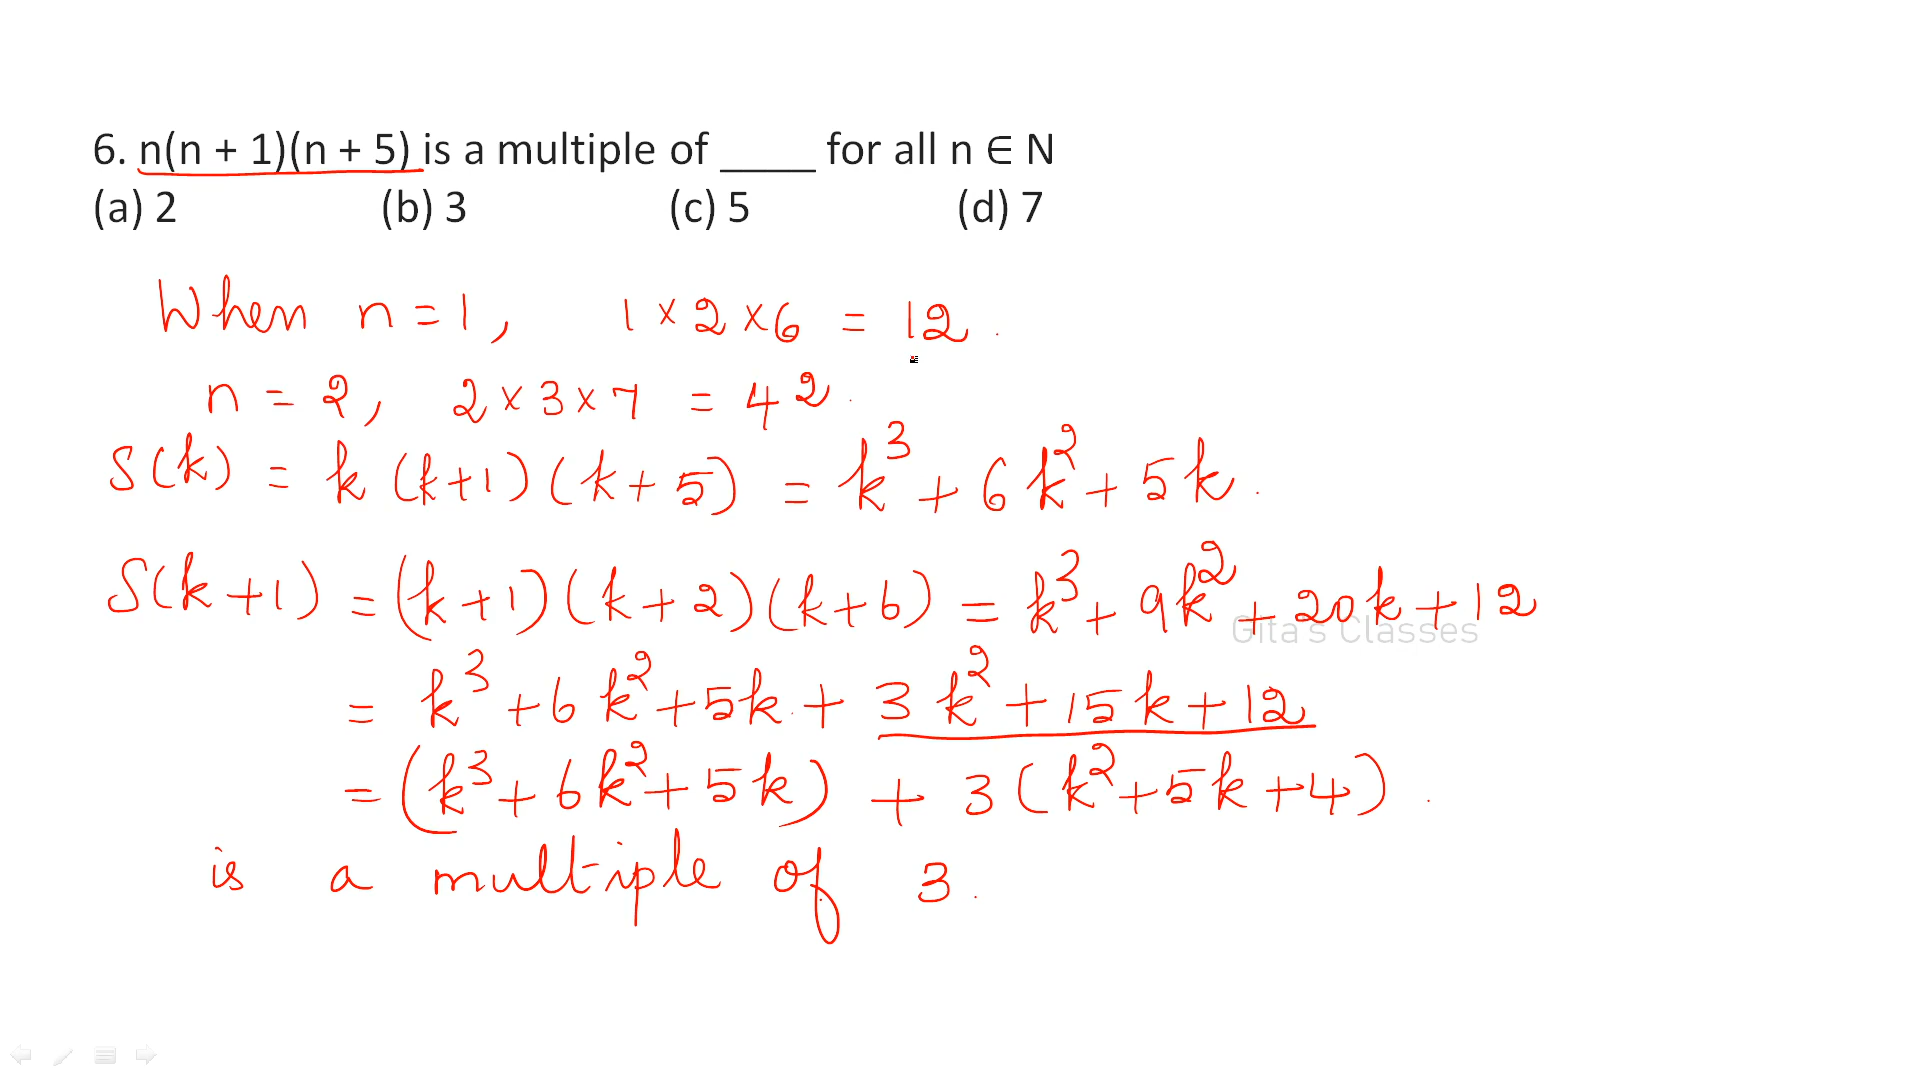 6. n(n + 1)(n + 5) is a multiple of _____ for all n ∈ N
(a) 2 (b) 3 (c) 5 (d) 7
When n = 1, 1 × 2 × 6 = 12.
n = 2, 2 × 3 × 7 = 42.
S(k) = k (k+1) (k+5) = k³ + 6k² + 5k.
S(k+1) = (k+1)(k+2)(k+6) = k³ + 9k² + 20k + 12
Gita's Classes
= k³ + 6k² + 5k + 3k² + 15k + 12
= (k³ + 6k² + 5k) + 3(k² + 5k + 4).
is a multiple of 3.